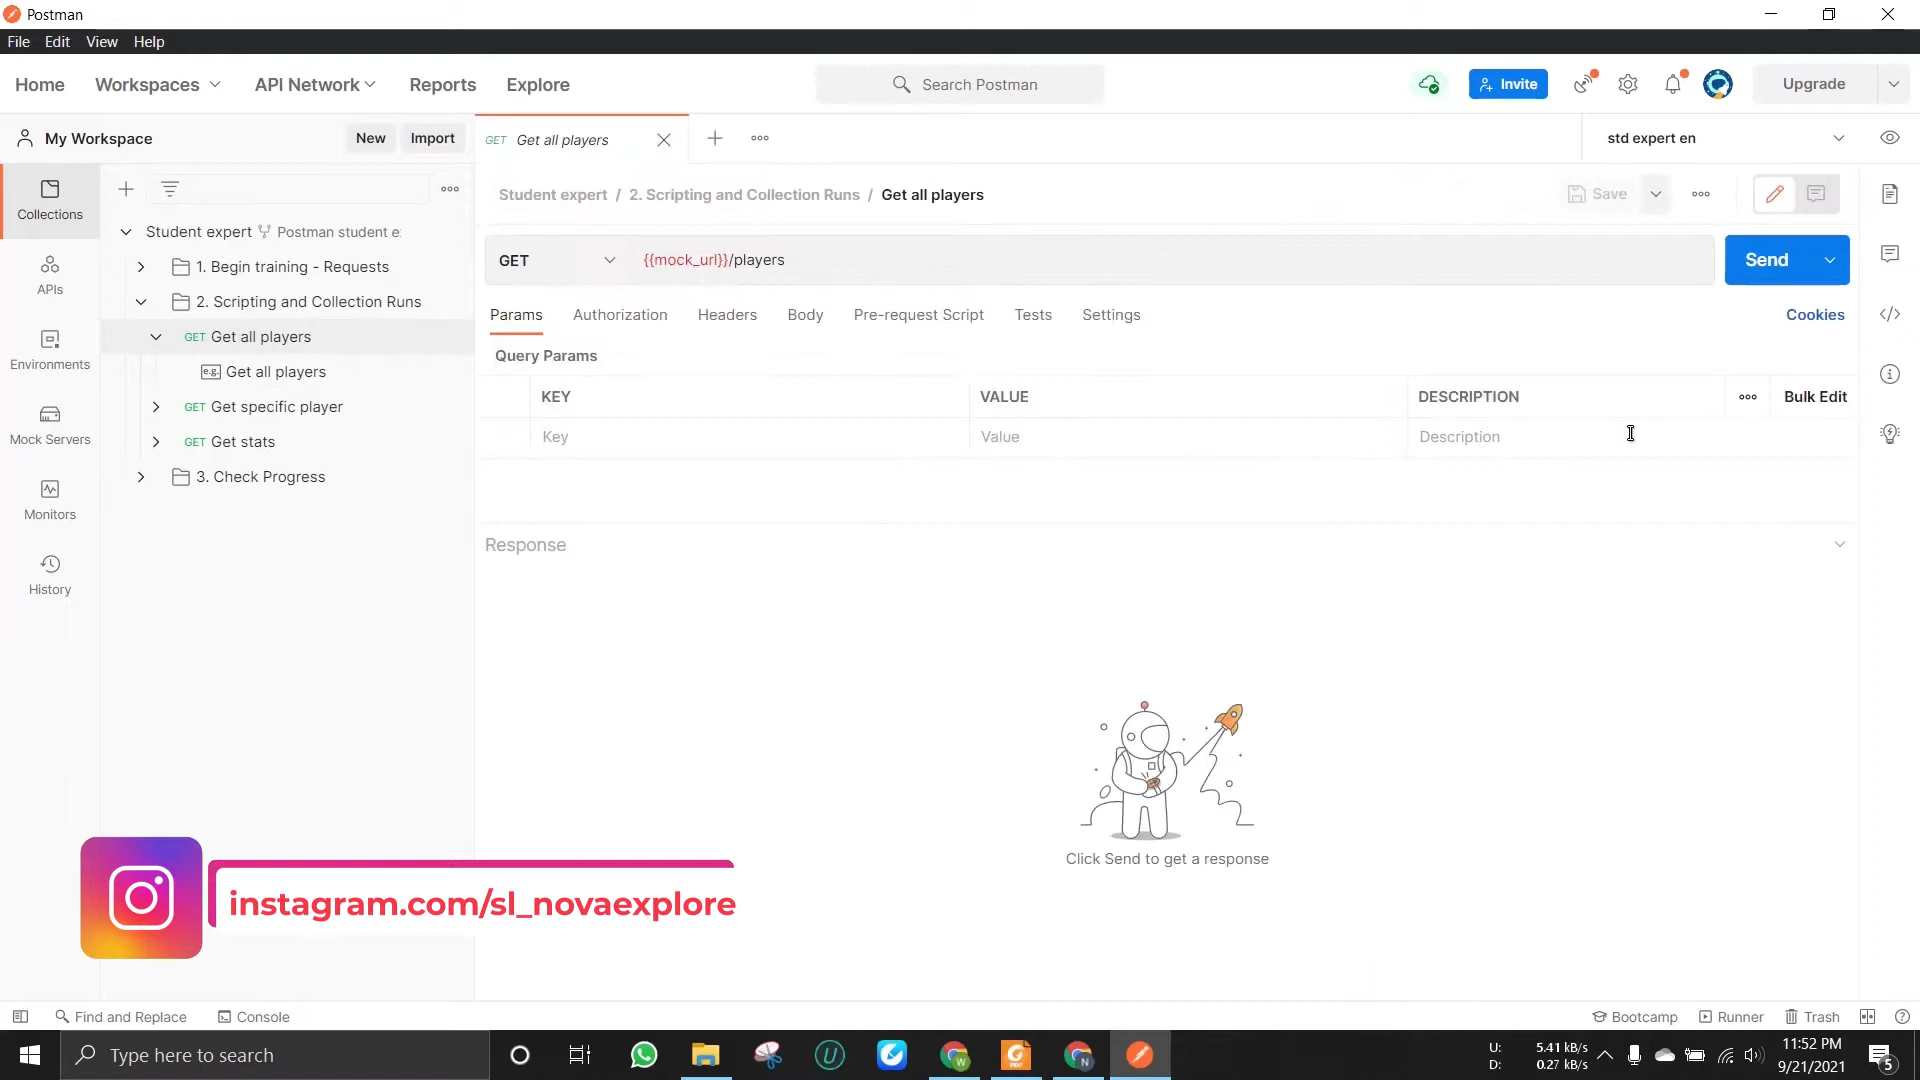 Postman
File Edit View Help
Home Workspaces API Network Reports Explore Search Postman Invite Upgrade
My Workspace New Import GET Get all players std expert en
Collections
APIs
Environments
Mock Servers
Monitors
History
Student expert Postman student e
1. Begin training - Requests
2. Scripting and Collection Runs
GET Get all players
e.g. Get all players
GET Get specific player
GET Get stats
3. Check Progress
Student expert / 2. Scripting and Collection Runs / Get all players Save
GET {{mock_url}}/players Send
Params Authorization Headers Body Pre-request Script Tests Settings Cookies
Query Params
KEY VALUE DESCRIPTION Bulk Edit
Key Value Description
Response
Click Send to get a response
instagram.com/sl_novaexplore
Find and Replace Console Bootcamp Runner Trash
Type here to search
U: 5.41 kB/s
D: 0.27 kB/s
11:52 PM
9/21/2021
5